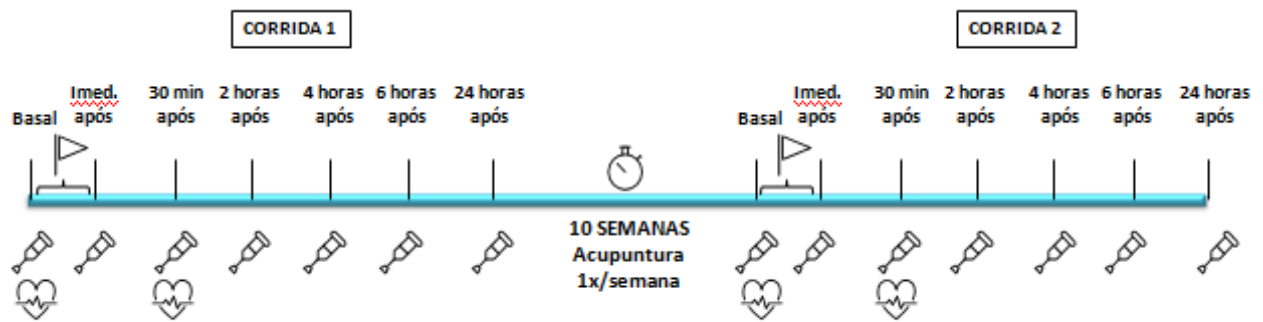 CORRIDA 1
CORRIDA 2
Basal
Imed.
após
30 min
após
2 horas
após
4 horas
após
6 horas
após
24 horas
após
Basal
Imed.
após
30 min
após
2 horas
após
4 horas
após
6 horas
após
24 horas
após
10 SEMANAS
Acupuntura
1x/semana